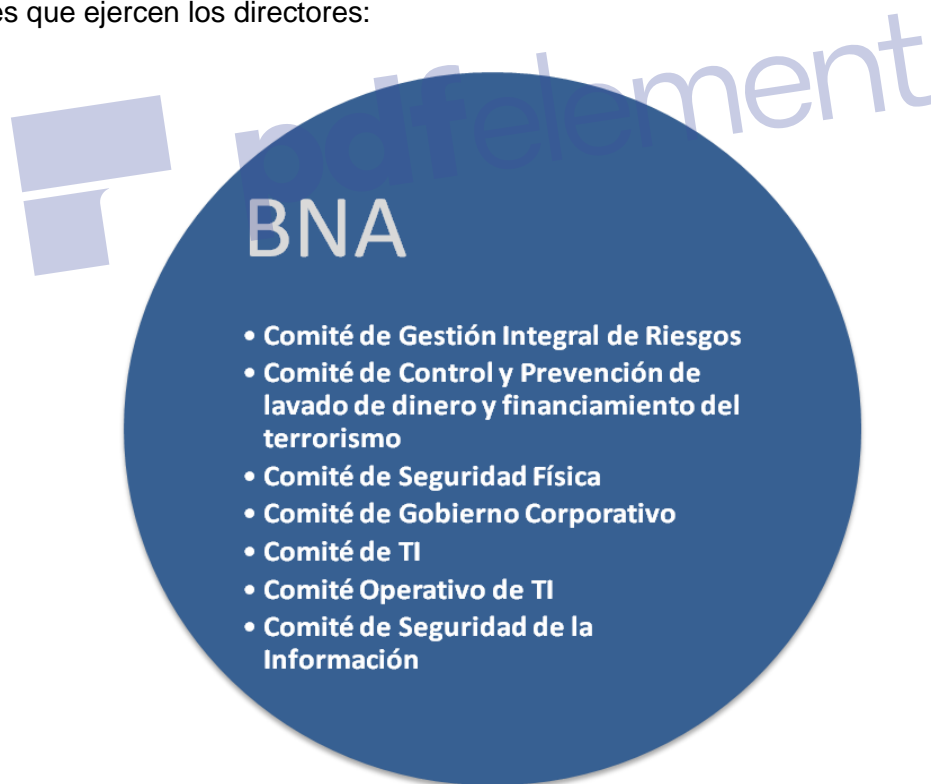 es que ejercen los directores:
pdfelement
BNA
• Comité de Gestión Integral de Riesgos
• Comité de Control y Prevención de
lavado de dinero y financiamiento del
terrorismo
• Comité de Seguridad Física
• Comité de Gobierno Corporativo
• Comité de TI
• Comité Operativo de TI
• Comité de Seguridad de la
Información